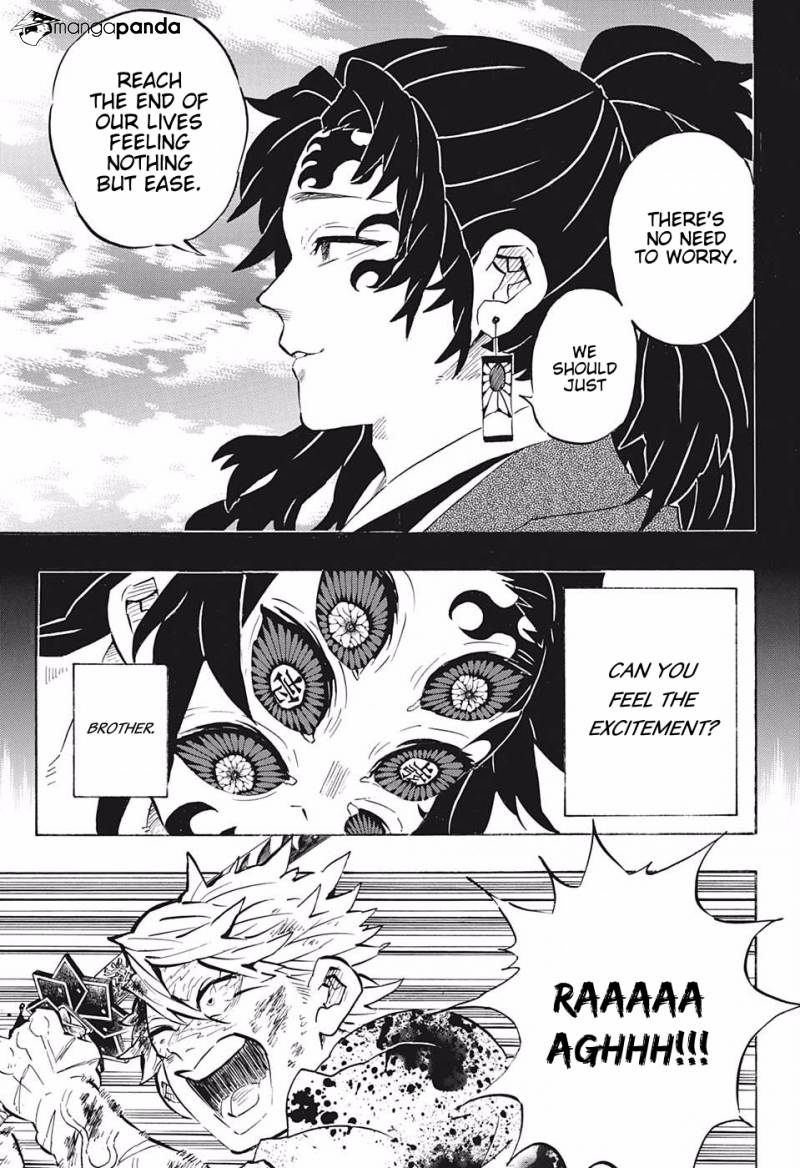 mangapanda
THERE'S
NO NEED
TO WORRY.
WE
SHOULD
JUST
REACH
THE END OF
OUR LIVES
FEELING
NOTHING
BUT EASE.
CAN YOU
FEEL THE
EXCITEMENT?
BROTHER.
RAAAAA
AGHHH!!!